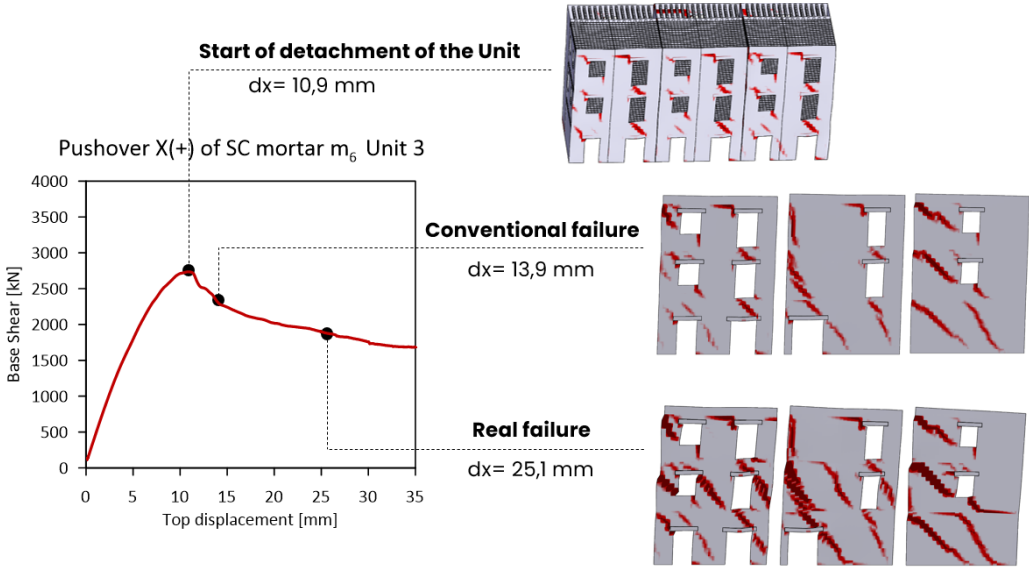 Start of detachment of the Unit
dx= 10,9 mm
Pushover X(+) of SC mortar m₆ Unit 3
Conventional failure
dx= 13,9 mm
Real failure
dx= 25,1 mm
Base Shear [kN]
4000
3500
3000
2500
2000
1500
1000
500
0
0 5 10 15 20 25 30 35
Top displacement [mm]